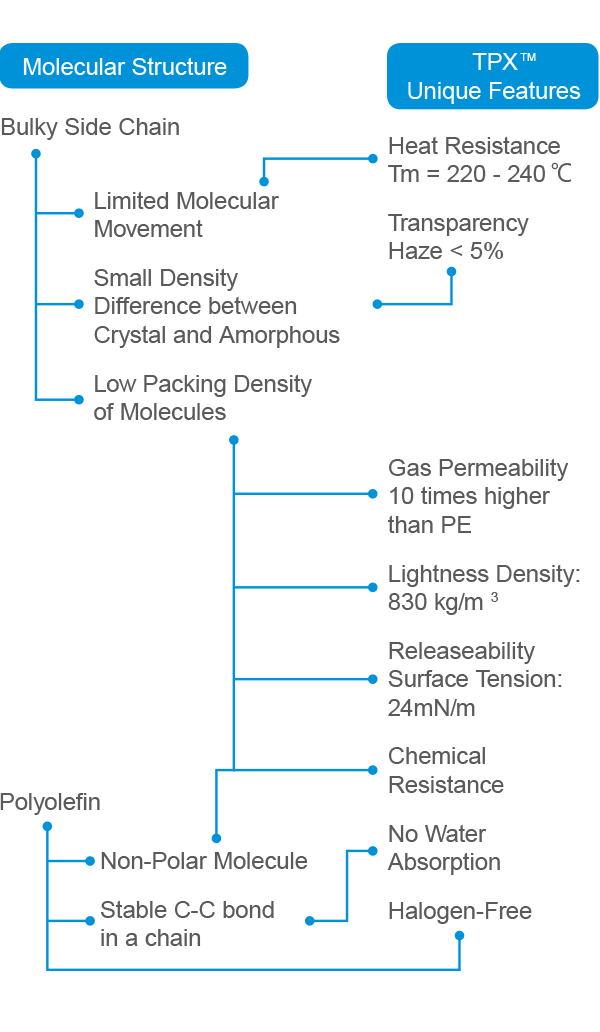 Molecular Structure
TPX™
Unique Features
Bulky Side Chain
Heat Resistance
Tm = 220 - 240 ℃
Limited Molecular
Movement
Transparency
Haze < 5%
Small Density
Difference between
Crystal and Amorphous
Low Packing Density
of Molecules
Gas Permeability
10 times higher
than PE
Lightness Density:
830 kg/m ³
Releaseability
Surface Tension:
24mN/m
Chemical
Resistance
Polyolefin
No Water
Absorption
Non-Polar Molecule
Stable C-C bond
in a chain
Halogen-Free